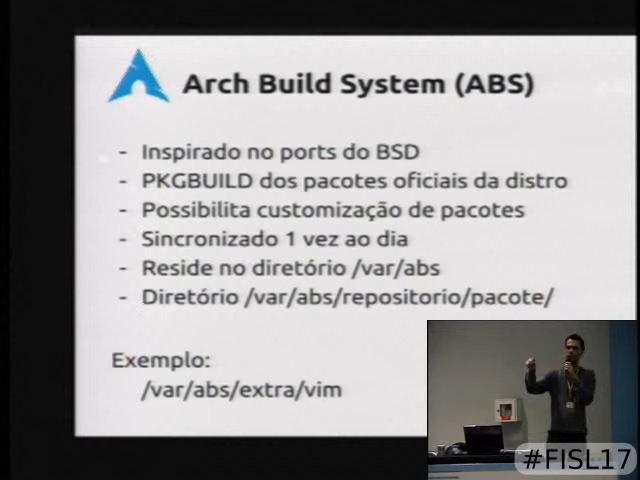 Arch Build System (ABS)
- Inspirado no ports do BSD
- PKGBUILD dos pacotes oficiais da distro
- Possibilita customização de pacotes
- Sincronizado 1 vez ao dia
- Reside no diretório /var/abs
- Diretório /var/abs/repositorio/pacote/
Exemplo:
/var/abs/extra/vim
#FISL17